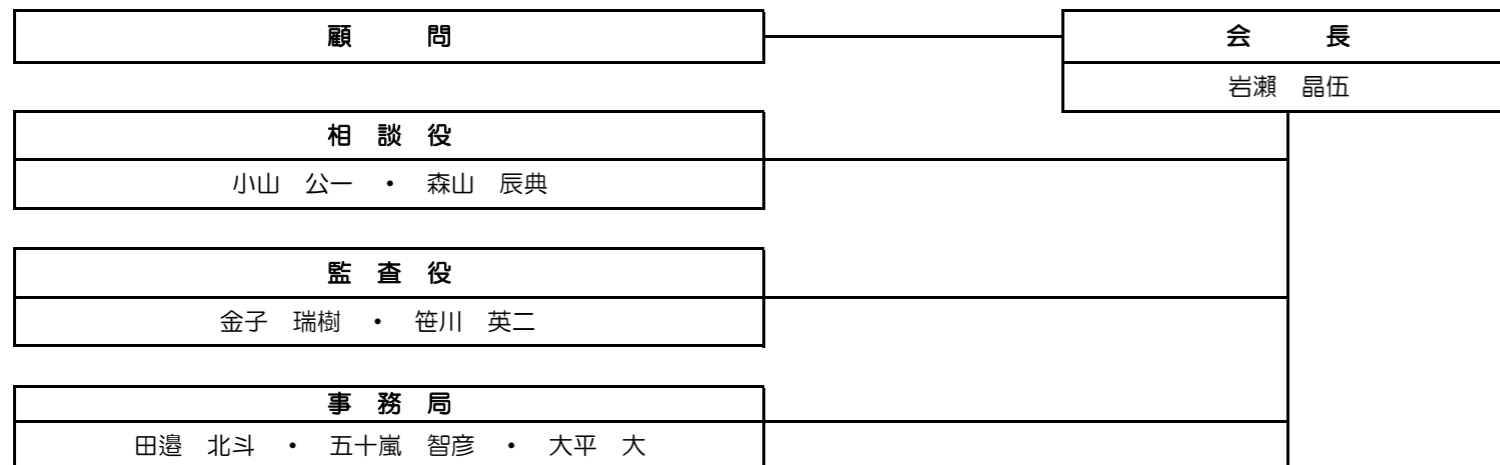 顧　　問
会　　長
岩瀬　晶伍
相　談　役
小山　公一　・　森山　辰典
監　査　役
金子　瑞樹　・　笹川　英二
事　務　局
田邉　北斗　・　五十嵐　智彦　・　大平　大